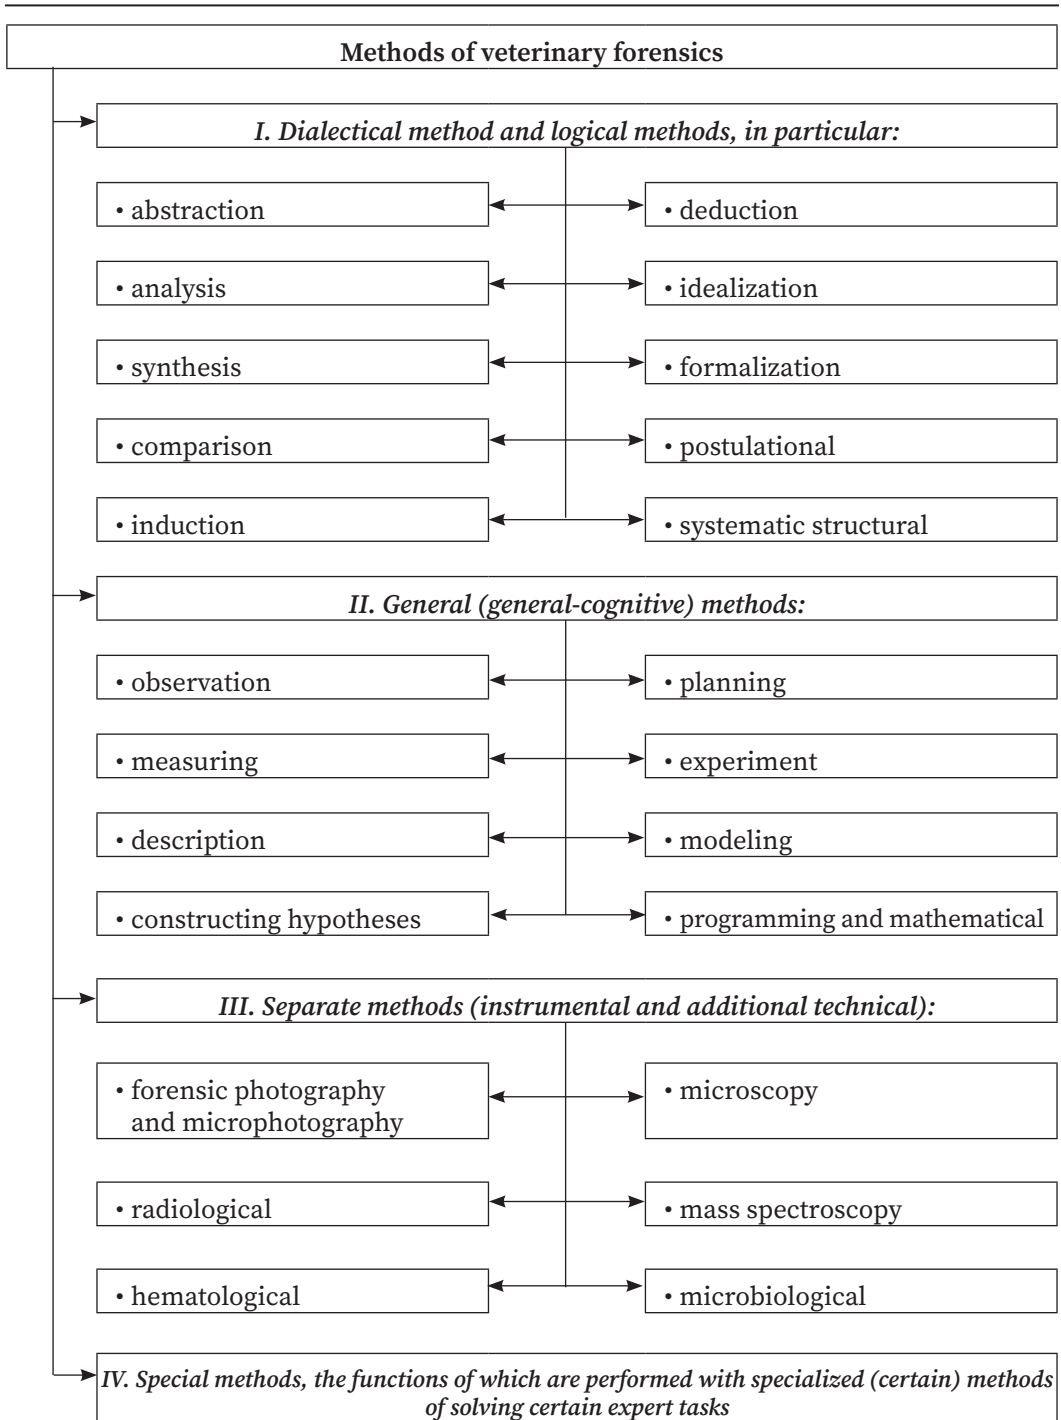 Methods of veterinary forensics
I. Dialectical method and logical methods, in particular:
• abstraction
• deduction
• analysis
• idealization
• synthesis
• formalization
• comparison
• postulational
• induction
• systematic structural
II. General (general-cognitive) methods:
• observation
• planning
• measuring
• experiment
• description
• modeling
• constructing hypotheses
• programming and mathematical
III. Separate methods (instrumental and additional technical):
• forensic photography
and microphotography
• microscopy
• radiological
• mass spectroscopy
• hematological
• microbiological
IV. Special methods, the functions of which are performed with specialized (certain) methods
of solving certain expert tasks